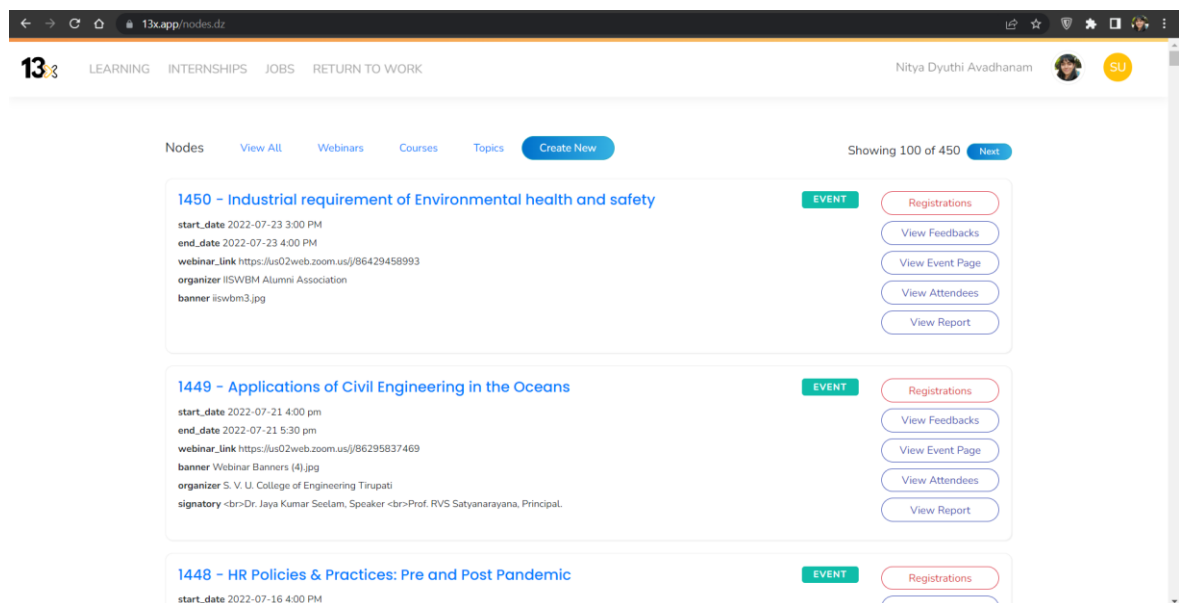 13x.app/nodes.dz
13x LEARNING INTERNSHIPS JOBS RETURN TO WORK Nitya Dyuthi Avadhanam SU
Nodes View All Webinars Courses Topics Create New Showing 100 of 450 Next
1450 - Industrial requirement of Environmental health and safety EVENT Registrations
start_date 2022-07-23 3:00 PM
View Feedbacks
end_date 2022-07-23 4:00 PM
webinar_link https://us02web.zoom.us/j/86429458993 View Event Page
organizer IISWBM Alumni Association
View Attendees
banner iiswbm3.jpg
View Report
1449 - Applications of Civil Engineering in the Oceans EVENT Registrations
start_date 2022-07-21 4:00 pm
View Feedbacks
end_date 2022-07-21 5:30 pm
webinar_link https://us02web.zoom.us/j/86295837469 View Event Page
banner Webinar Banners (4).jpg
organizer S. V. U. College of Engineering Tirupati View Attendees
signatory <br>Dr. Jaya Kumar Seelam, Speaker <br>Prof. RVS Satyanarayana, Principal.
View Report
1448 - HR Policies & Practices: Pre and Post Pandemic EVENT Registrations
start_date 2022-07-16 4:00 PM